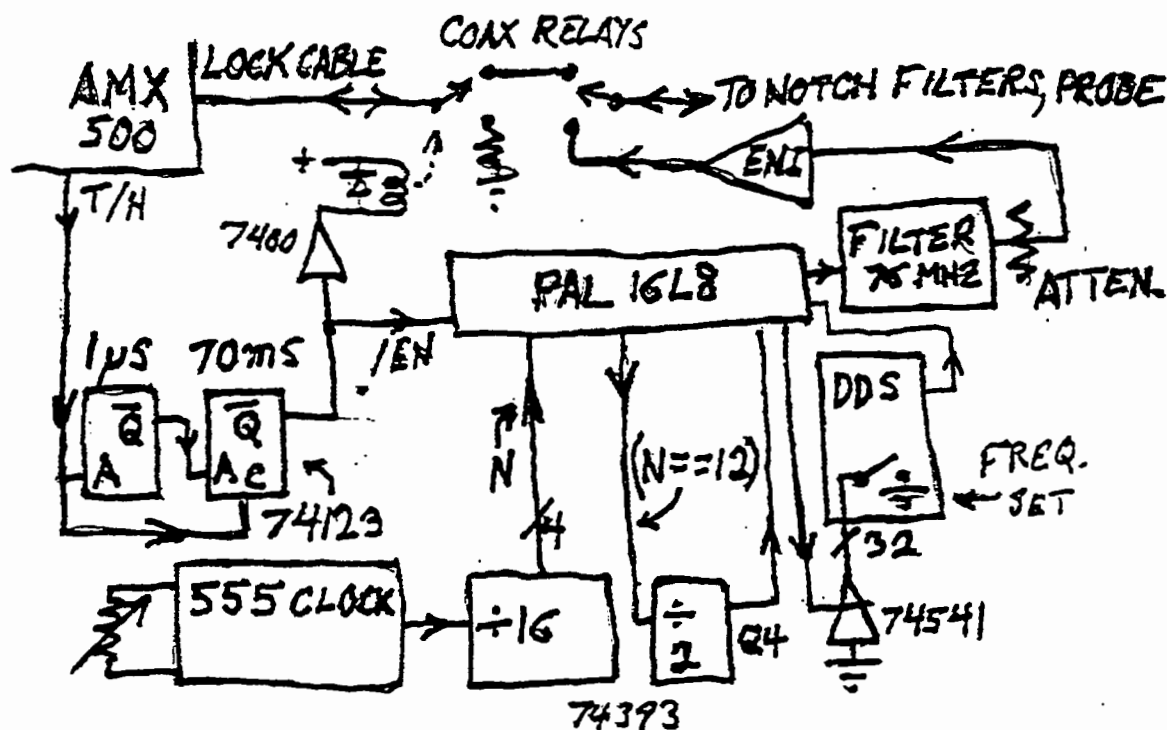 COAX RELAYS
LOCK CABLE
AMX
500
TO NOTCH FILTERS, PROBE
+
ENI
T/H
7400
FILTER
76 MHZ
ATTEN.
PAL 16L8
/EN
1µS
70mS
Q̅
Q̅
A
A C
74123
N
4
(N==12)
DDS
FREQ.
SET
32
555 CLOCK
÷16
÷
2
Q4
74541
74393